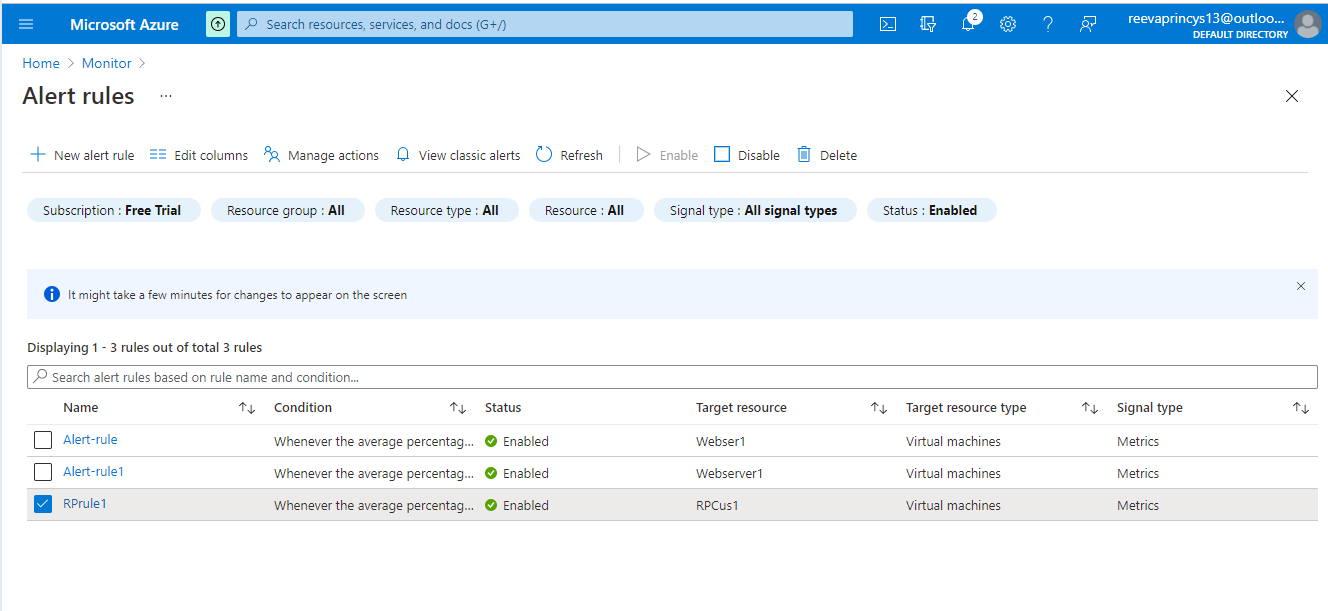 Microsoft Azure
Search resources, services, and docs (G+/)
2
reevaprincys13@outloo...
DEFAULT DIRECTORY
Home > Monitor >
Alert rules ...
New alert rule Edit columns Manage actions View classic alerts Refresh Enable Disable Delete
Subscription : Free Trial Resource group : All Resource type : All Resource : All Signal type : All signal types Status : Enabled
It might take a few minutes for changes to appear on the screen
Displaying 1 - 3 rules out of total 3 rules
Search alert rules based on rule name and condition...
Name Condition Status Target resource Target resource type Signal type
Alert-rule Whenever the average percentag... Enabled Webser1 Virtual machines Metrics
Alert-rule1 Whenever the average percentag... Enabled Webserver1 Virtual machines Metrics
RPrule1 Whenever the average percentag... Enabled RPCus1 Virtual machines Metrics